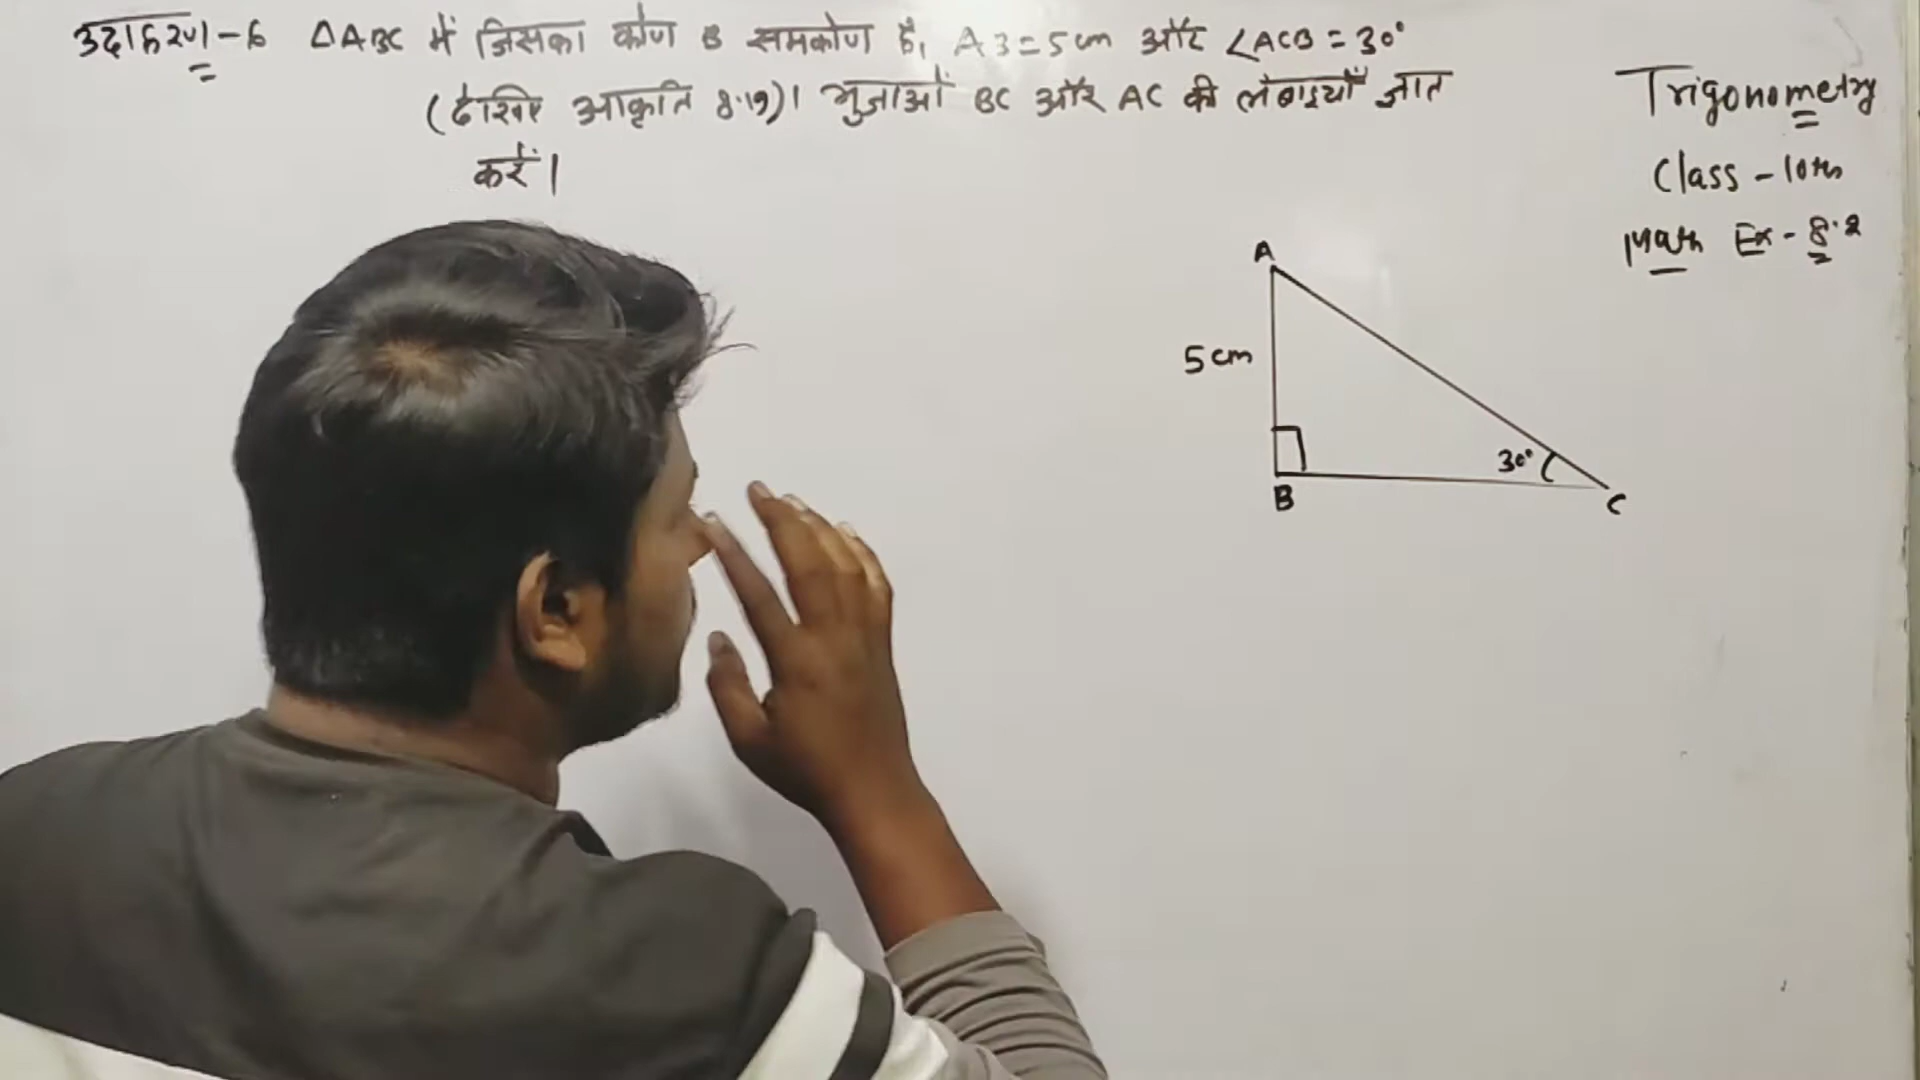 उदाहरण-6 ΔABC में जिसका कोण B समकोण है, AB=5cm और ∠ACB=30°
(देखिए आकृति 8.19)। भुजाओं BC और AC की लंबाइयाँ ज्ञात
करें।
Trigonometry
Class-10th
Math Ex-8.2
A
5cm
30°
B
C